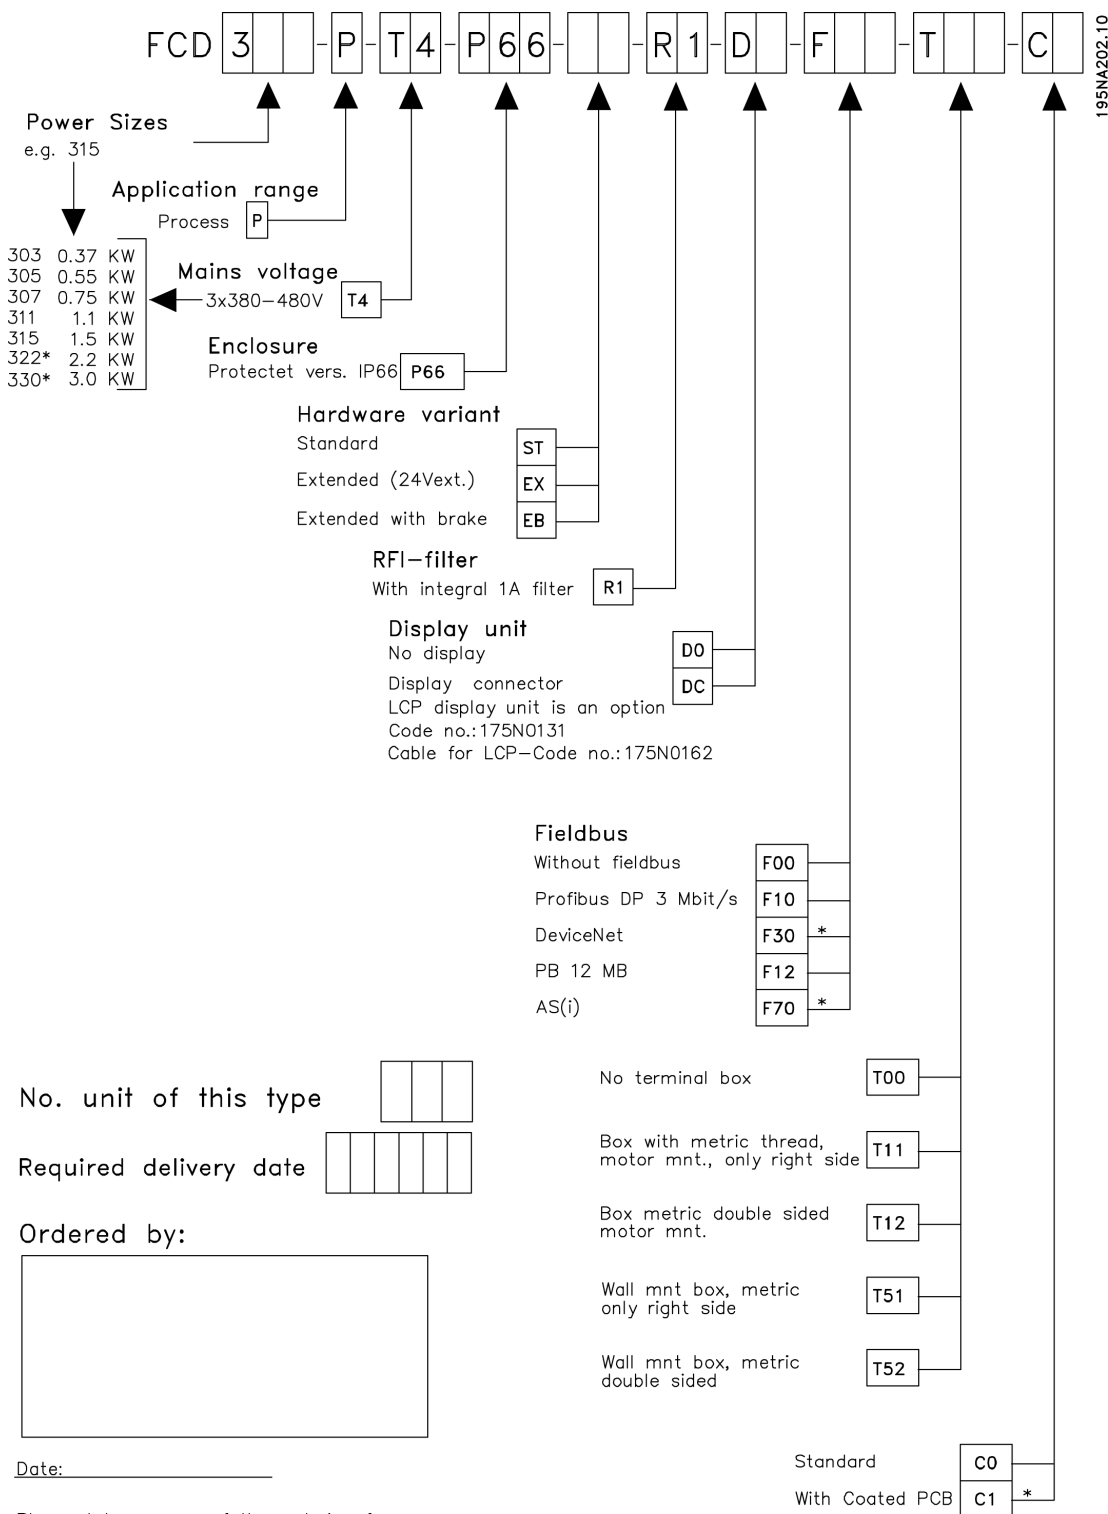 FCD 3 -P-T4-P66- -R1-D -F -T -C
195NA202.10
Power Sizes
e.g. 315
Application range
Process P
303 0.37 KW
305 0.55 KW
307 0.75 KW
311 1.1 KW
315 1.5 KW
322* 2.2 KW
330* 3.0 KW
Mains voltage
3x380-480V T4
Enclosure
Protectet vers. IP66 P66
Hardware variant
Standard ST
Extended (24Vext.) EX
Extended with brake EB
RFI-filter
With integral 1A filter R1
Display unit
No display D0
Display connector DC
LCP display unit is an option
Code no.:175N0131
Cable for LCP-Code no.:175N0162
Fieldbus
Without fieldbus F00
Profibus DP 3 Mbit/s F10
DeviceNet F30 *
PB 12 MB F12
AS(i) F70 *
No. unit of this type
Required delivery date
Ordered by:
Date:
No terminal box T00
Box with metric thread,
motor mnt., only right side T11
Box metric double sided
motor mnt. T12
Wall mnt box, metric
only right side T51
Wall mnt box, metric
double sided T52
Standard C0
With Coated PCB C1 *